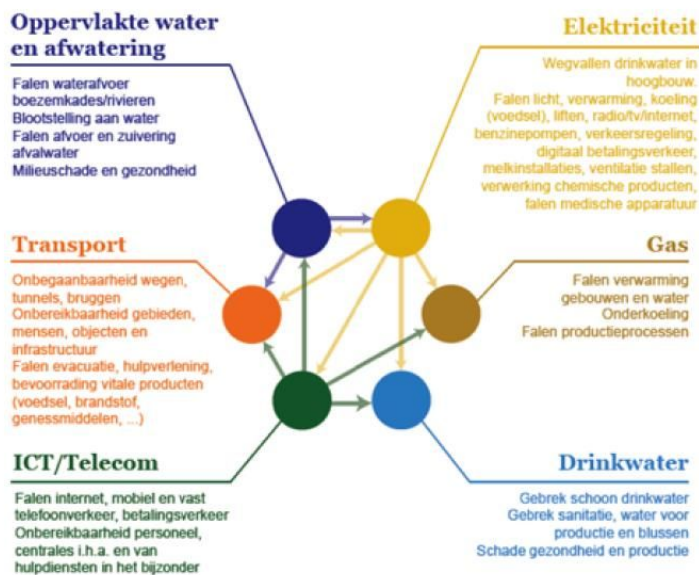 Oppervlakte water
en afwatering
Falen waterafvoer
boezemkades/rivieren
Blootstelling aan water
Falen afvoer en zuivering
afvalwater
Milieuschade en gezondheid
Elektriciteit
Wegvallen drinkwater in
hoogbouw.
Falen licht, verwarming, koeling
(voedsel), liften, radio/tv/internet,
benzinepompen, verkeersregeling,
digitaal betalingsverkeer,
melkinstallaties, ventilatie stallen,
verwerking chemische producten,
falen medische apparatuur
Transport
Onbegaanbaarheid wegen,
tunnels, bruggen
Onbereikbaarheid gebieden,
mensen, objecten en
infrastructuur
Falen evacuatie, hulpverlening,
bevoorrading vitale producten
(voedsel, brandstof,
genessmiddelen, ...)
Gas
Falen verwarming
gebouwen en water
Onderkoeling
Falen productieprocessen
ICT/Telecom
Falen internet, mobiel en vast
telefoonverkeer, betalingsverkeer
Onbereikbaarheid personeel,
centrales i.h.a. en van
hulpdiensten in het bijzonder
Drinkwater
Gebrek schoon drinkwater
Gebrek sanitatie, water voor
productie en blussen
Schade gezondheid en productie